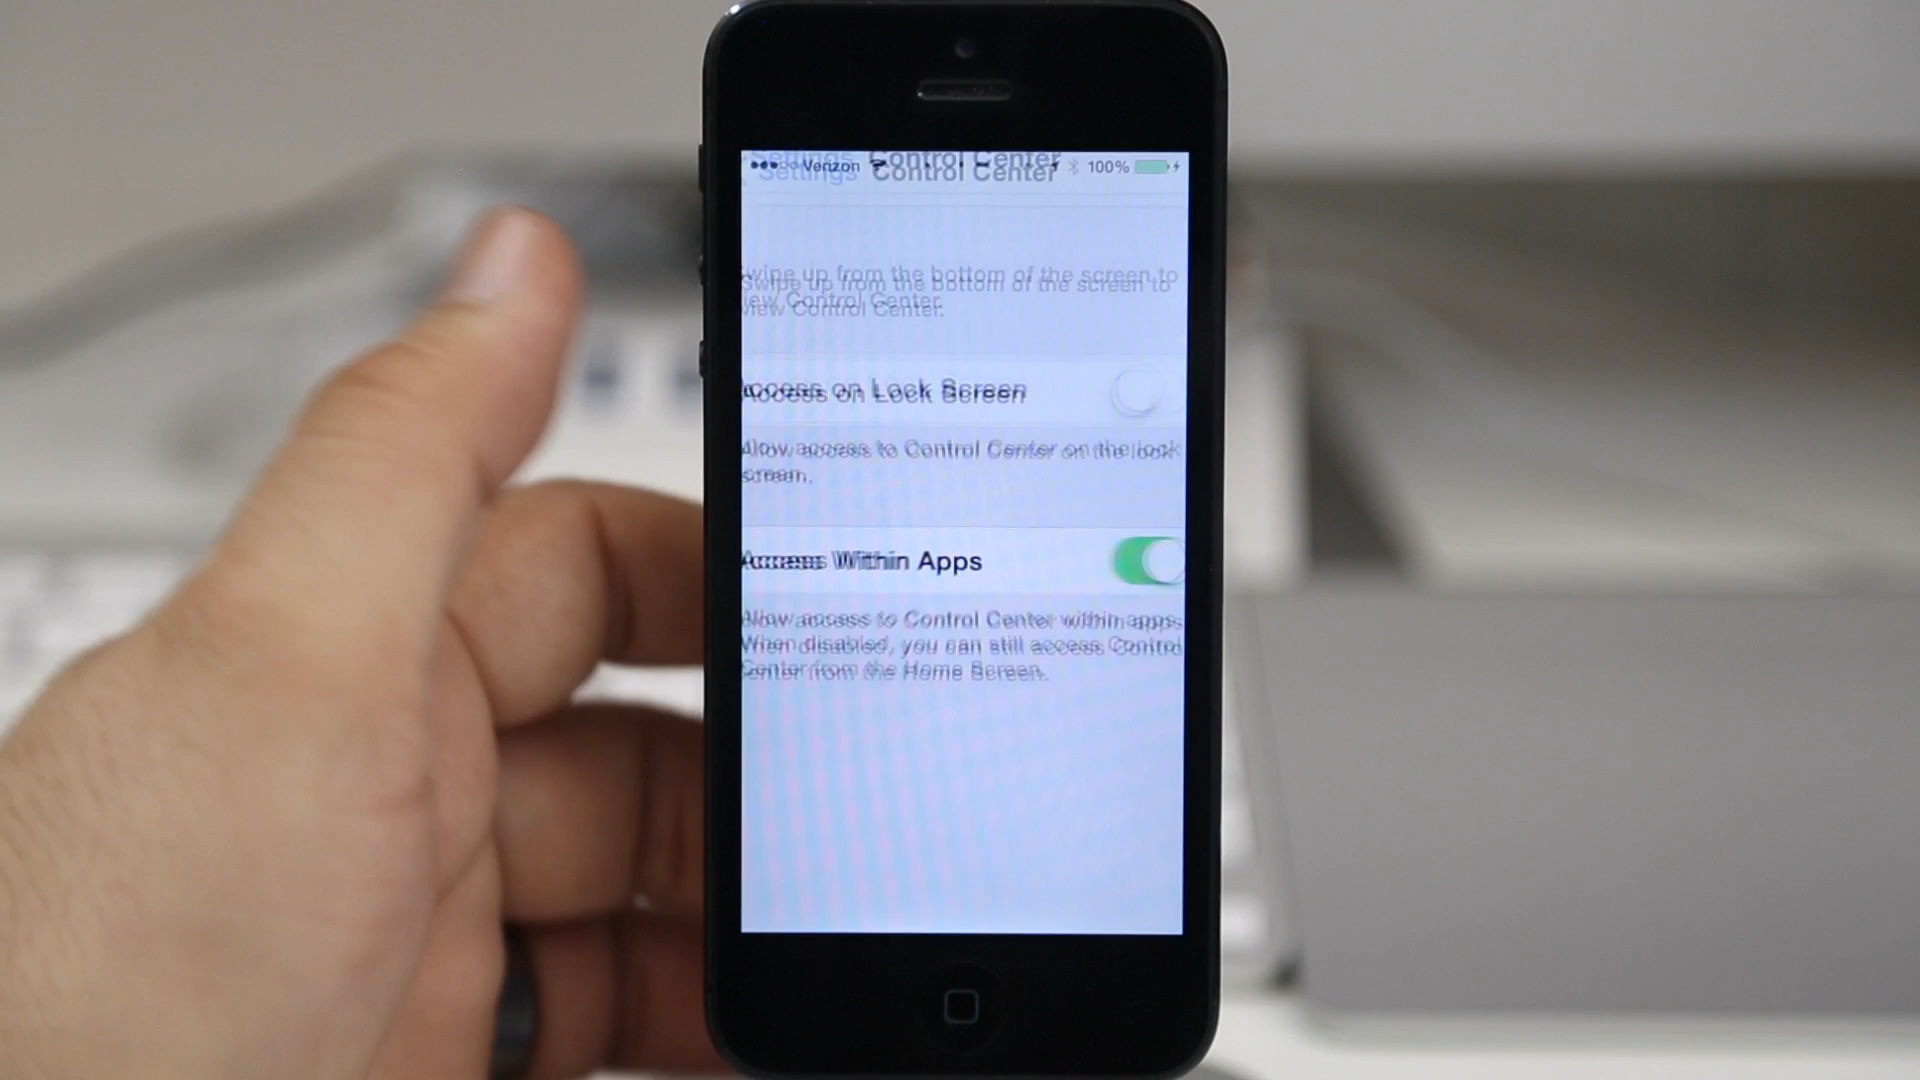 Verizon 100%
Settings Control Center
Swipe up from the bottom of the screen to
view Control Center.
Access on Lock Screen
Allow access to Control Center on the lock
screen.
Access Within Apps
Allow access to Control Center within apps.
When disabled, you can still access Control
Center from the Home Screen.